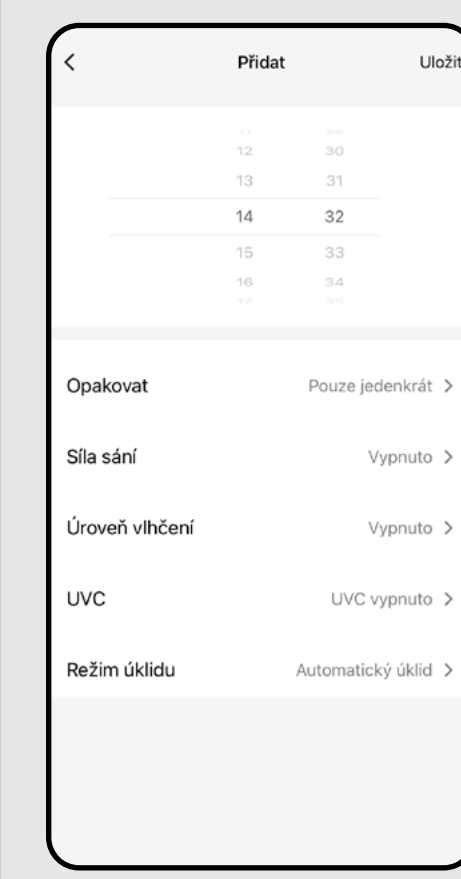 Přidat Uložit
12 30
13 31
14 32
15 33
16 34
Opakovat Pouze jedenkrát
Síla sání Vypnuto
Úroveň vlhčení Vypnuto
UVC UVC vypnuto
Režim úklidu Automatický úklid